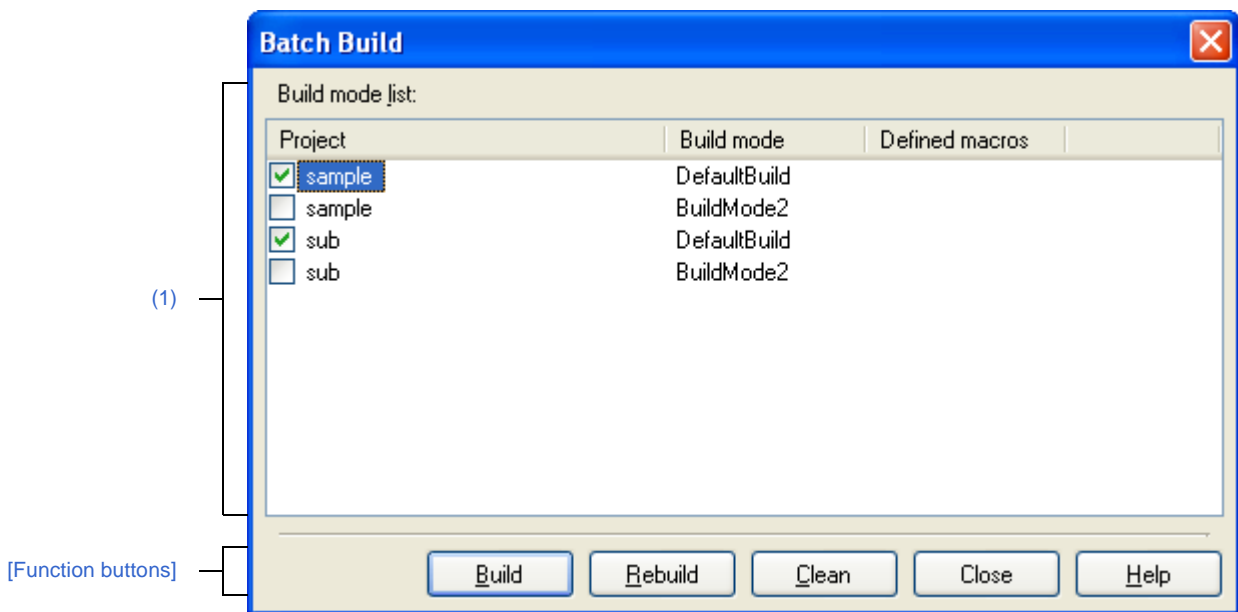 Batch Build
Build mode list:
Project Build mode Defined macros
sample DefaultBuild
sample BuildMode2
sub DefaultBuild
sub BuildMode2
(1)
[Function buttons]
Build Rebuild Clean Close Help